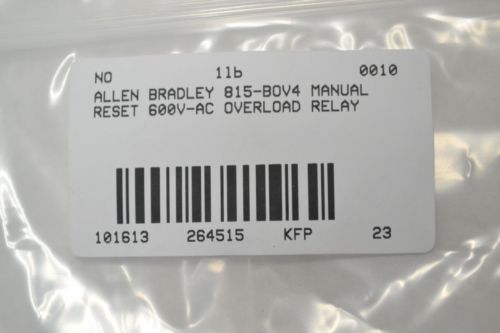 NO 1lb 0010
ALLEN BRADLEY 815-BOV4 MANUAL
RESET 600V-AC OVERLOAD RELAY
101613 264515 KFP 23